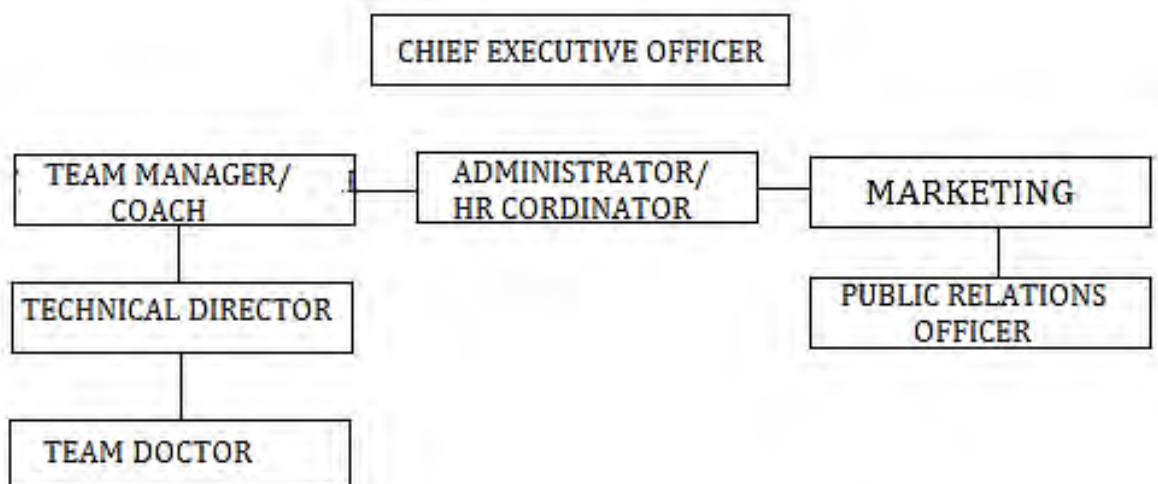 CHIEF EXECUTIVE OFFICER
TEAM MANAGER/
COACH
ADMINISTRATOR/
HR CORDINATOR
MARKETING
TECHNICAL DIRECTOR
PUBLIC RELATIONS
OFFICER
TEAM DOCTOR